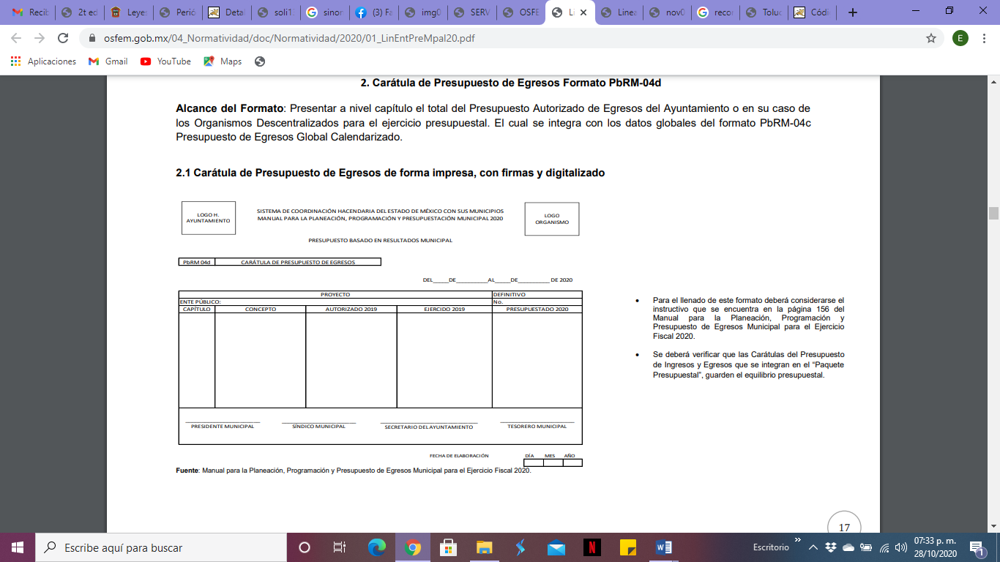 Recib
2t ed
Leyes
Perió
Detal
soli1
sinor
(3) Fa
img0
SERV
OSFE
Li
Linea
nov0
recor
Toluc
Códi
osfem.gob.mx/04_Normatividad/doc/Normatividad/2020/01_LinEntPreMpal20.pdf
E
Aplicaciones
Gmail
YouTube
Maps
2. Carátula de Presupuesto de Egresos Formato PbRM-04d
Alcance del Formato: Presentar a nivel capítulo el total del Presupuesto Autorizado de Egresos del Ayuntamiento o en su caso de
los Organismos Descentralizados para el ejercicio presupuestal. El cual se integra con los datos globales del formato PbRM-04c
Presupuesto de Egresos Global Calendarizado.
2.1 Carátula de Presupuesto de Egresos de forma impresa, con firmas y digitalizado
LOGO H.
AYUNTAMIENTO
SISTEMA DE COORDINACIÓN HACENDARIA DEL ESTADO DE MÉXICO CON SUS MUNICIPIOS
MANUAL PARA LA PLANEACIÓN, PROGRAMACIÓN Y PRESUPUESTACIÓN MUNICIPAL 2020
LOGO
ORGANISMO
PRESUPUESTO BASADO EN RESULTADOS MUNICIPAL
PbRM 04d CARÁTULA DE PRESUPUESTO DE EGRESOS
DEL_____DE__________AL_____DE__________ DE 2020
PROYECTO DEFINITIVO
ENTE PÚBLICO: No.
CAPÍTULO CONCEPTO AUTORIZADO 2019 EJERCIDO 2019 PRESUPUESTADO 2020
PRESIDENTE MUNICIPAL SÍNDICO MUNICIPAL SECRETARIO DEL AYUNTAMIENTO TESORERO MUNICIPAL
FECHA DE ELABORACIÓN DÍA MES AÑO
Fuente: Manual para la Planeación, Programación y Presupuesto de Egresos Municipal para el Ejercicio Fiscal 2020.
• Para el llenado de este formato deberá considerarse el
instructivo que se encuentra en la página 156 del
Manual para la Planeación, Programación y
Presupuesto de Egresos Municipal para el Ejercicio
Fiscal 2020.
• Se deberá verificar que las Carátulas del Presupuesto
de Ingresos y Egresos que se integran en el “Paquete
Presupuestal”, guarden el equilibrio presupuestal.
17
Escribe aquí para buscar
Escritorio
07:33 p. m.
28/10/2020
1